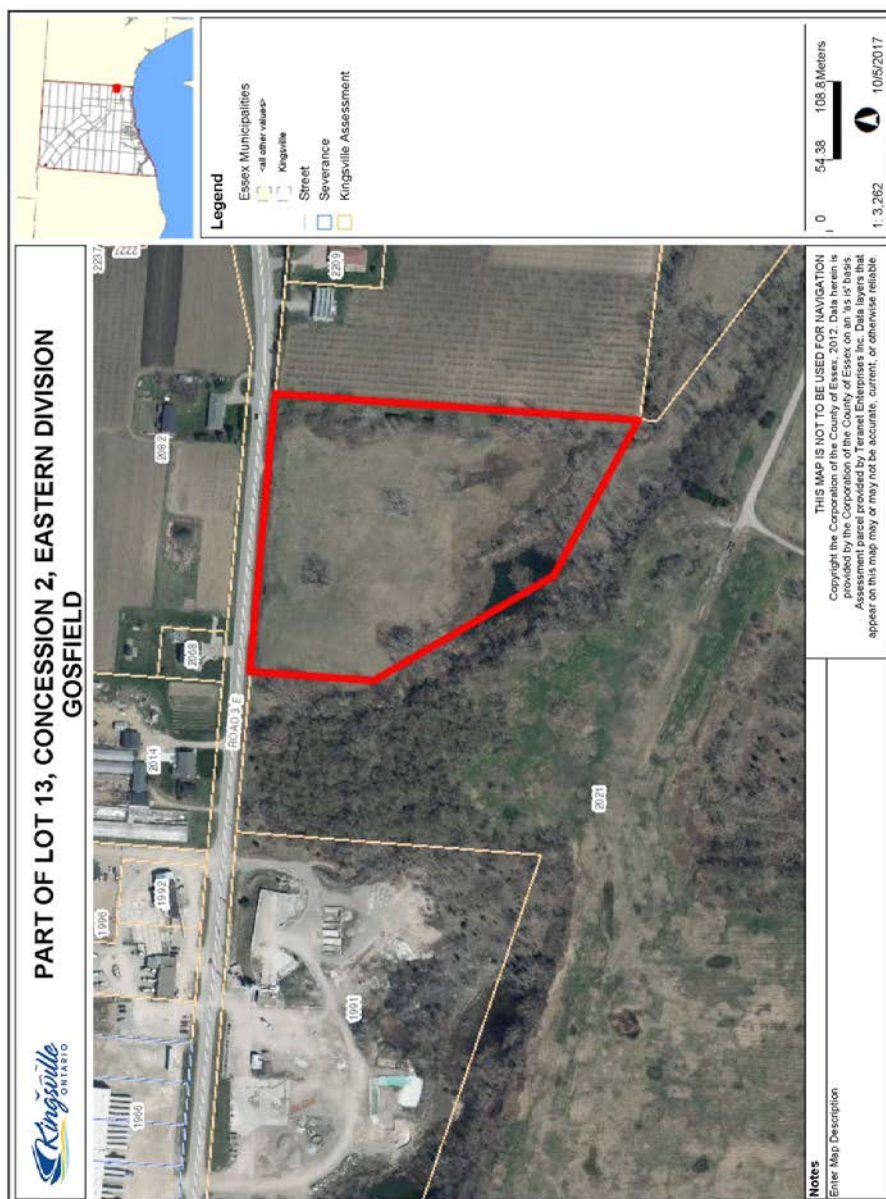 Kingsville
ONTARIO
PART OF LOT 13, CONCESSION 2, EASTERN DIVISION
GOSFIELD
2237
2227
1996
1992
1966
2014
2068
2082
ROAD 3 E
2209
1991
2021
Legend
Essex Municipalities
<all other values>
Kingsville
Street
Severance
Kingsville Assessment
0 54.38 108.8 Meters
1: 3,262 10/5/2017
Notes
Enter Map Description
THIS MAP IS NOT TO BE USED FOR NAVIGATION
Copyright the Corporation of the County of Essex, 2012. Data herein is
provided by the Corporation of the County of Essex on an 'as is' basis.
Assessment parcel provided by Teranet Enterprises Inc. Data layers that
appear on this map may or may not be accurate, current, or otherwise reliable.